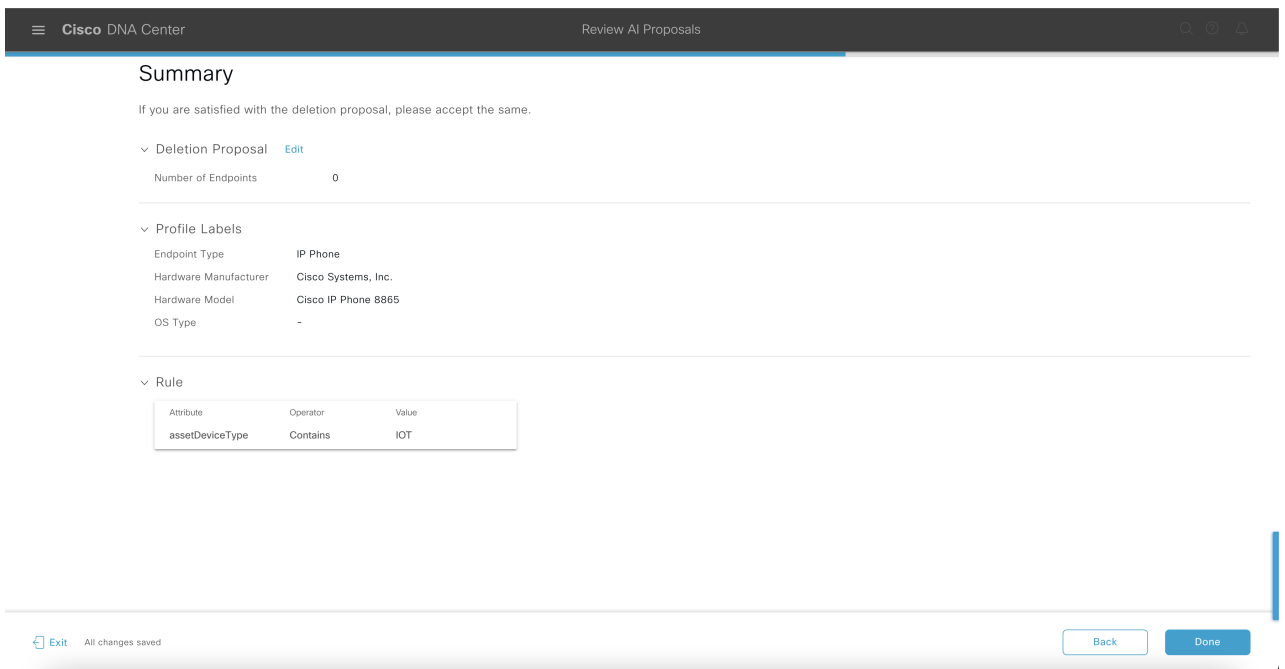 Cisco DNA Center
Review AI Proposals
Summary
If you are satisfied with the deletion proposal, please accept the same.
Deletion Proposal Edit
Number of Endpoints 0
Profile Labels
Endpoint Type IP Phone
Hardware Manufacturer Cisco Systems, Inc.
Hardware Model Cisco IP Phone 8865
OS Type -
Rule
Attribute Operator Value
assetDeviceType Contains IOT
Exit All changes saved
Back
Done